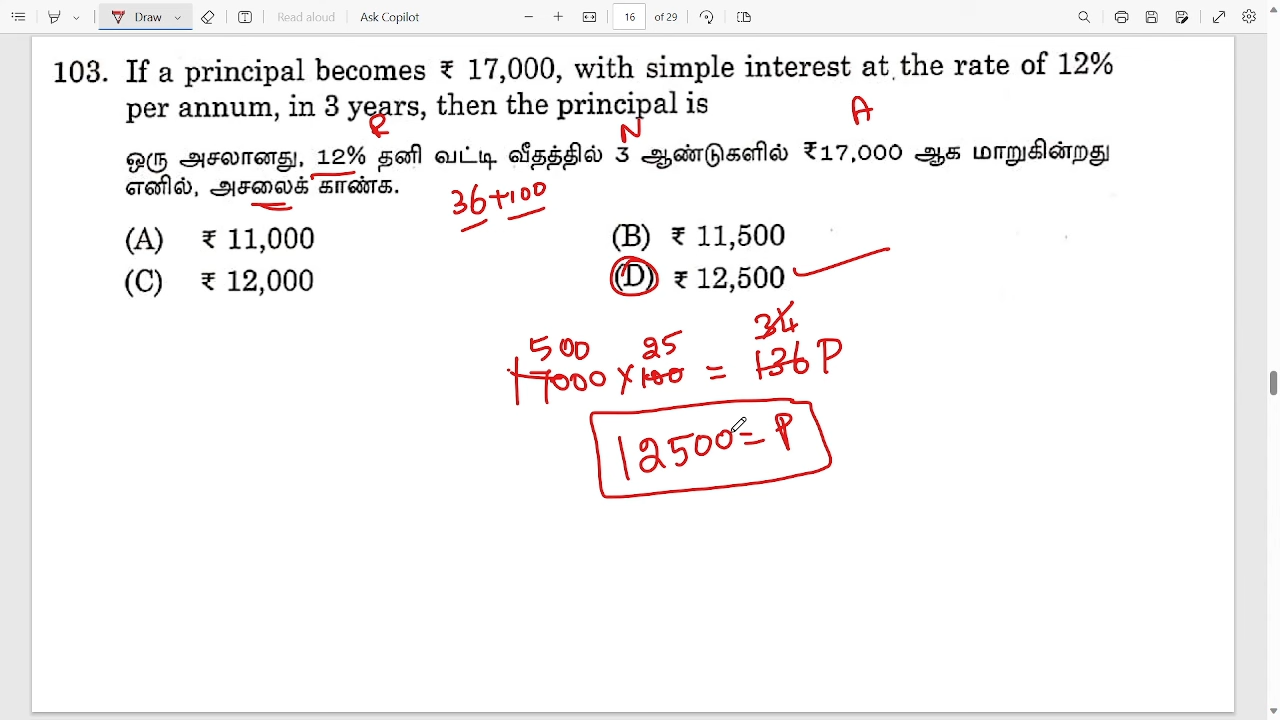 Draw
Read aloud
Ask Copilot
16
of 29
103. If a principal becomes ₹ 17,000, with simple interest at the rate of 12%
per annum, in 3 years, then the principal is
R N A
ஒரு அசலானது, 12% தனி வட்டி வீதத்தில் 3 ஆண்டுகளில் ₹17,000 ஆக மாறுகின்றது
எனில், அசலைக் காண்க.
36+100
(A) ₹ 11,000
(B) ₹ 11,500
(C) ₹ 12,000
(D) ₹ 12,500
500 25 34
17000 × 100 = 136 P
12500 = P